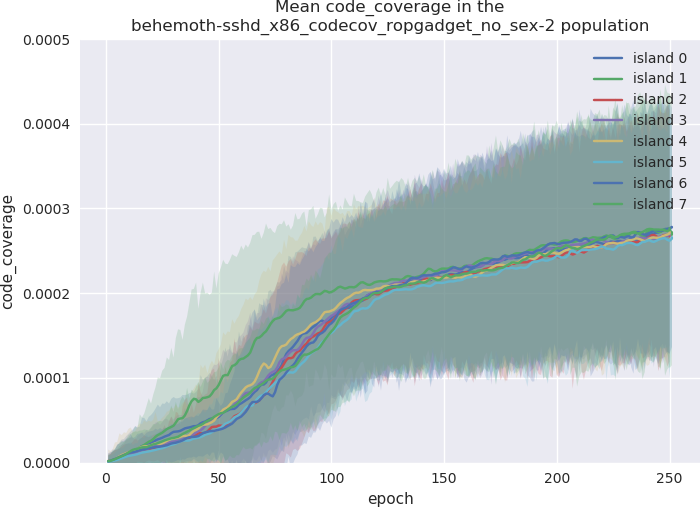 Mean code_coverage in the
behemoth-sshd_x86_codecov_ropgadget_no_sex-2 population
0.0005
0.0004
0.0003
0.0002
0.0001
0.0000
code_coverage
island 0
island 1
island 2
island 3
island 4
island 5
island 6
island 7
0 50 100 150 200 250
epoch